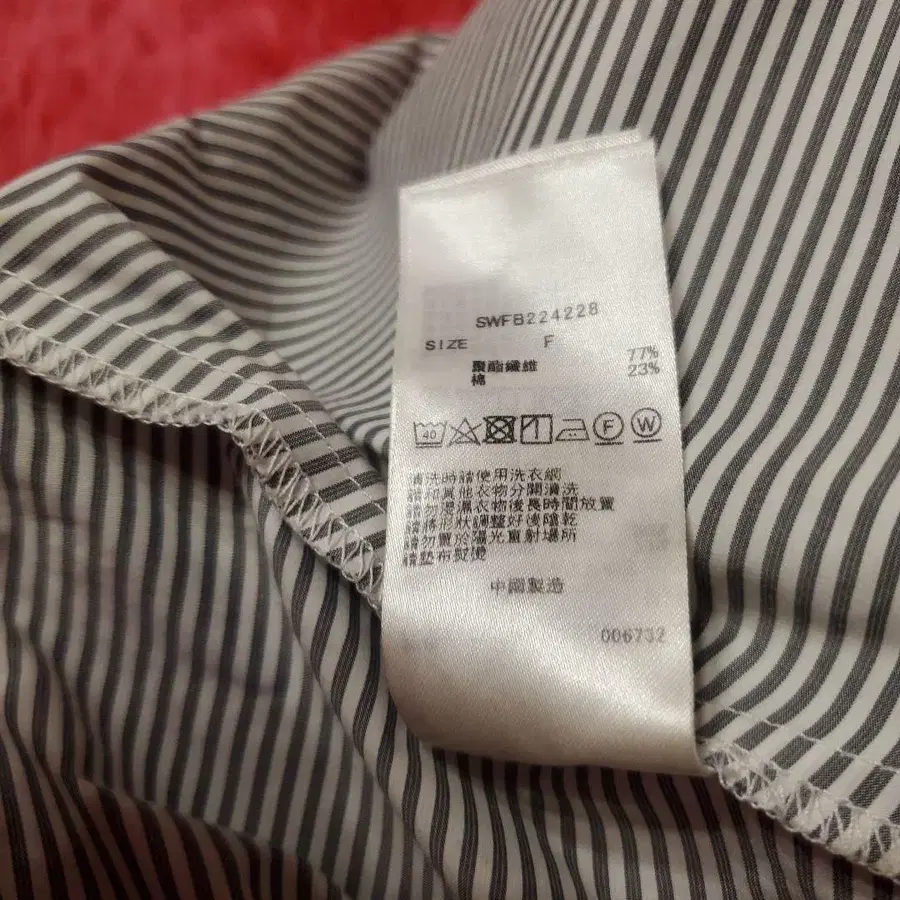 SWFB224228
SIZE F
聚酯纖維 77%
棉 23%
40 F W
清洗時請使用洗衣網
請和其他衣物分開清洗
請勿浸濕衣物後長時間放置
請將形狀調整好後陰乾
請勿置於陽光直射場所
請墊布熨燙
中國製造
006732